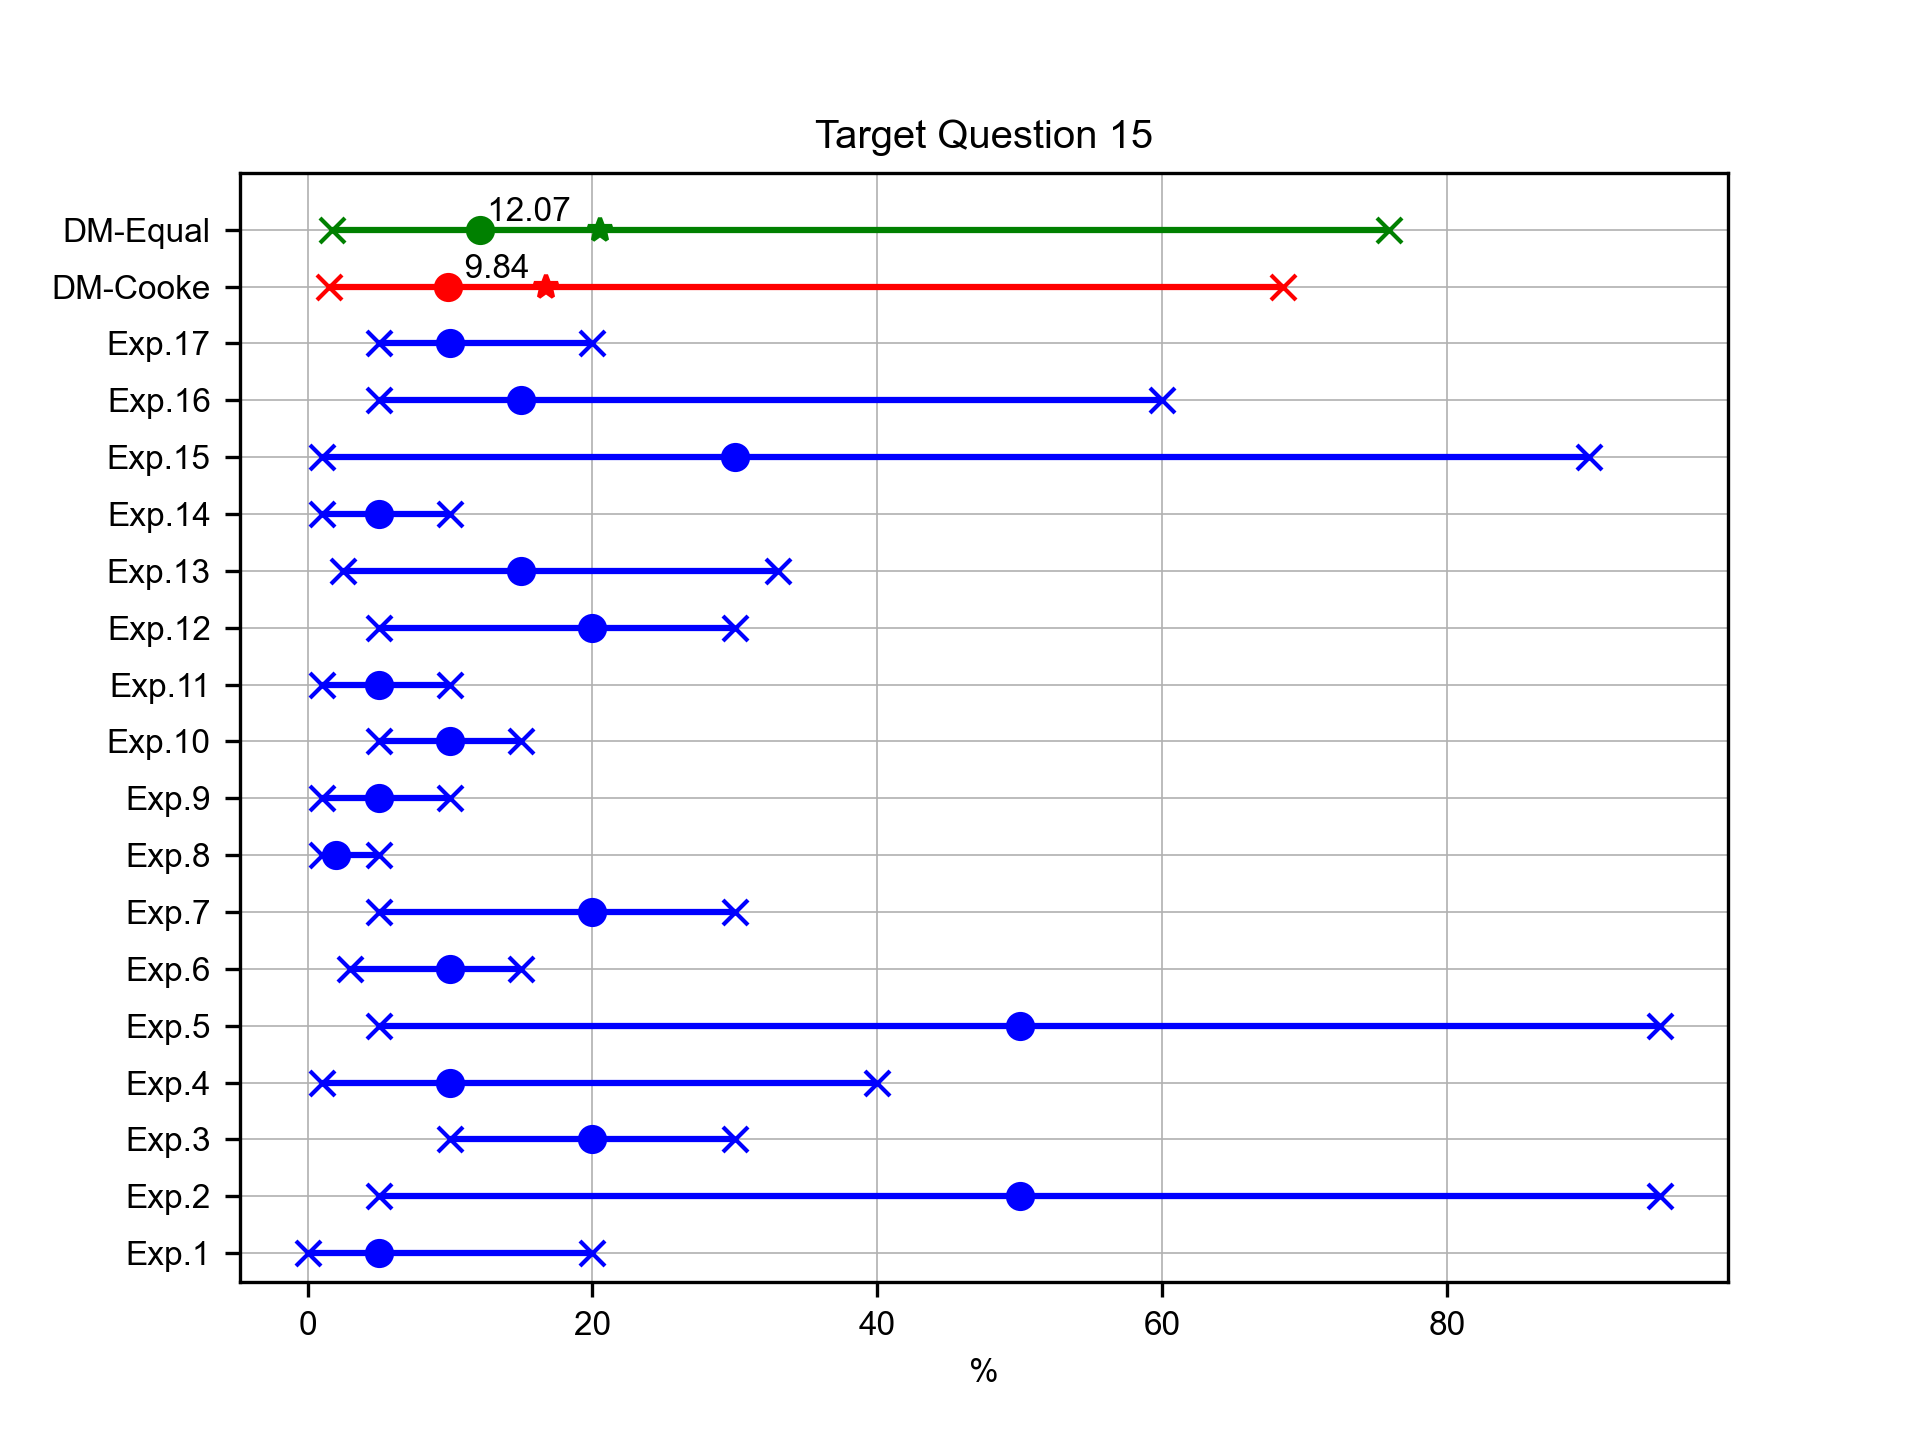 Target Question 15
DM-Equal
12.07
DM-Cooke
9.84
Exp.17
Exp.16
Exp.15
Exp.14
Exp.13
Exp.12
Exp.11
Exp.10
Exp.9
Exp.8
Exp.7
Exp.6
Exp.5
Exp.4
Exp.3
Exp.2
Exp.1
0 20 40 60 80
%